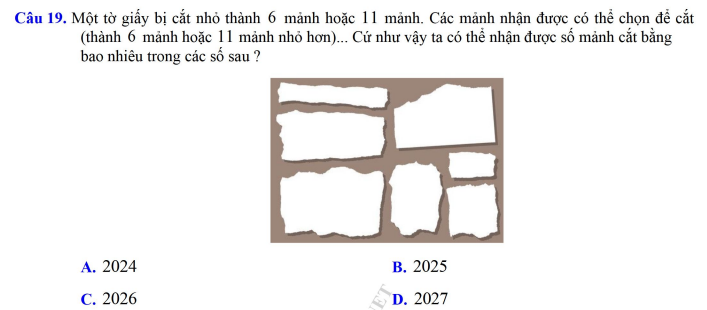 Câu 19. Một tờ giấy bị cắt nhỏ thành 6 mảnh hoặc 11 mảnh. Các mảnh nhận được có thể chọn để cắt
(thành 6 mảnh hoặc 11 mảnh nhỏ hơn)... Cứ như vậy ta có thể nhận được số mảnh cắt bằng
bao nhiêu trong các số sau ?
A. 2024
B. 2025
C. 2026
D. 2027